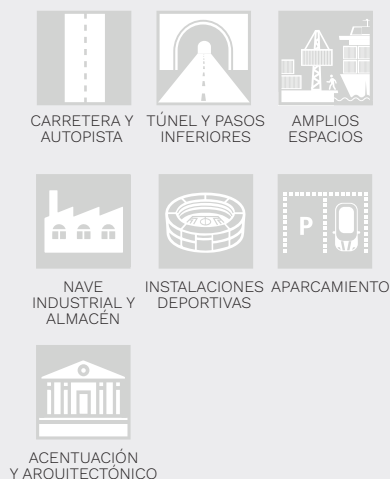 CARRETERA Y
AUTOPISTA
TÚNEL Y PASOS
INFERIORES
AMPLIOS
ESPACIOS
P
NAVE
INDUSTRIAL Y
ALMACÉN
INSTALACIONES
DEPORTIVAS
APARCAMIENTO
ACENTUACIÓN
Y ARQUITECTÓNICO